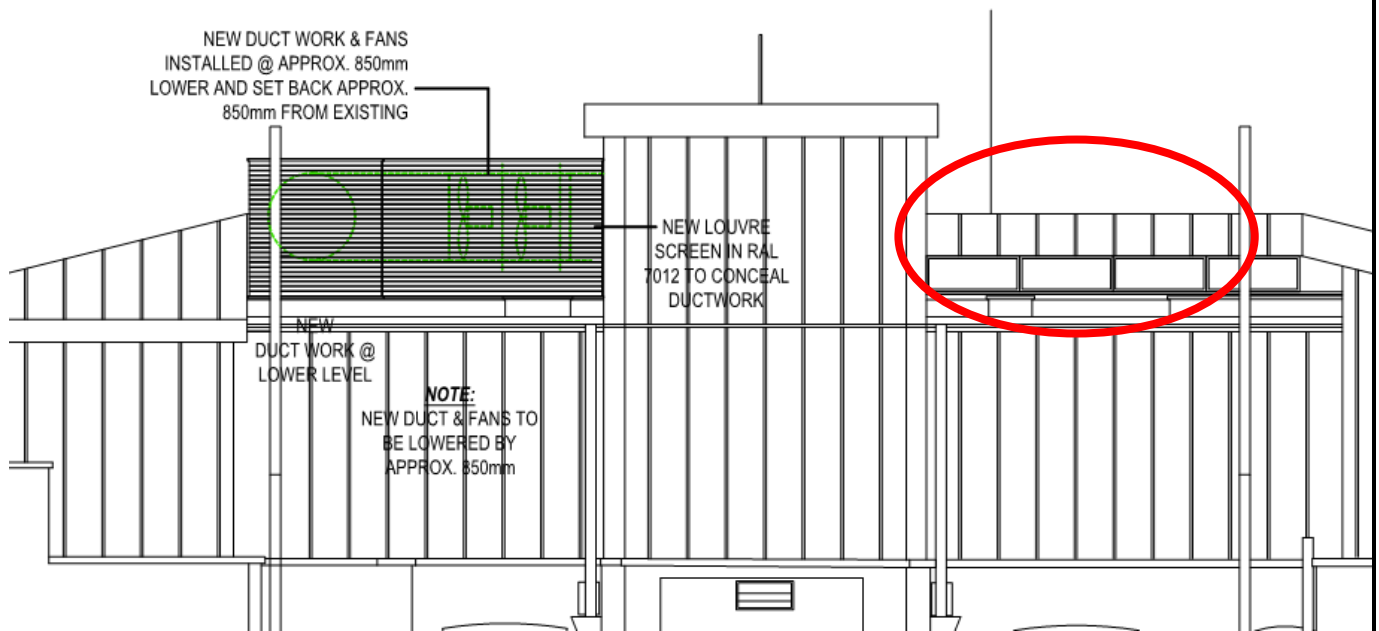 NEW DUCT WORK & FANS
INSTALLED @ APPROX. 850mm
LOWER AND SET BACK APPROX.
850mm FROM EXISTING
NEW LOUVRE
SCREEN IN RAL
7012 TO CONCEAL
DUCTWORK
NEW
DUCT WORK @
LOWER LEVEL
NOTE:
NEW DUCT & FANS TO
BE LOWERED BY
APPROX. 850mm